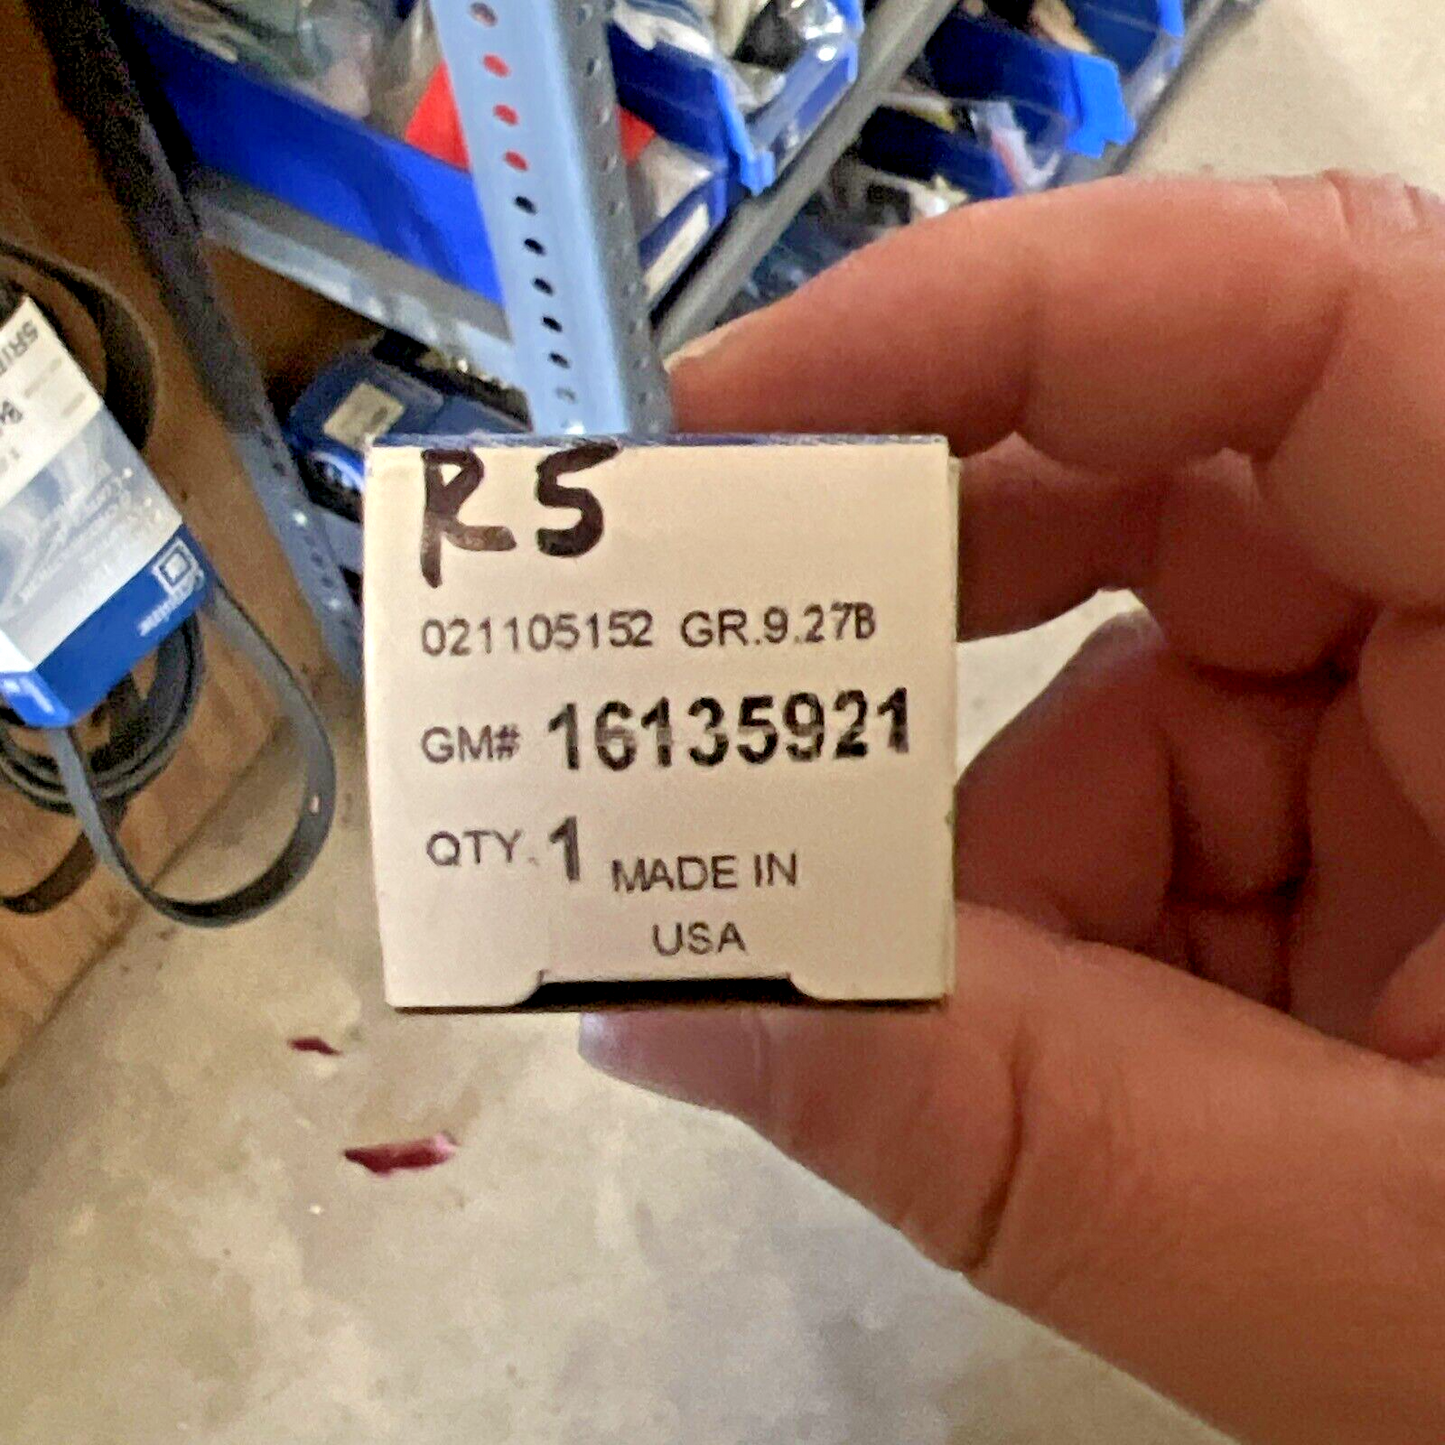 R5
021105152 GR.9.27B
GM# 16135921
QTY. 1 MADE IN
USA